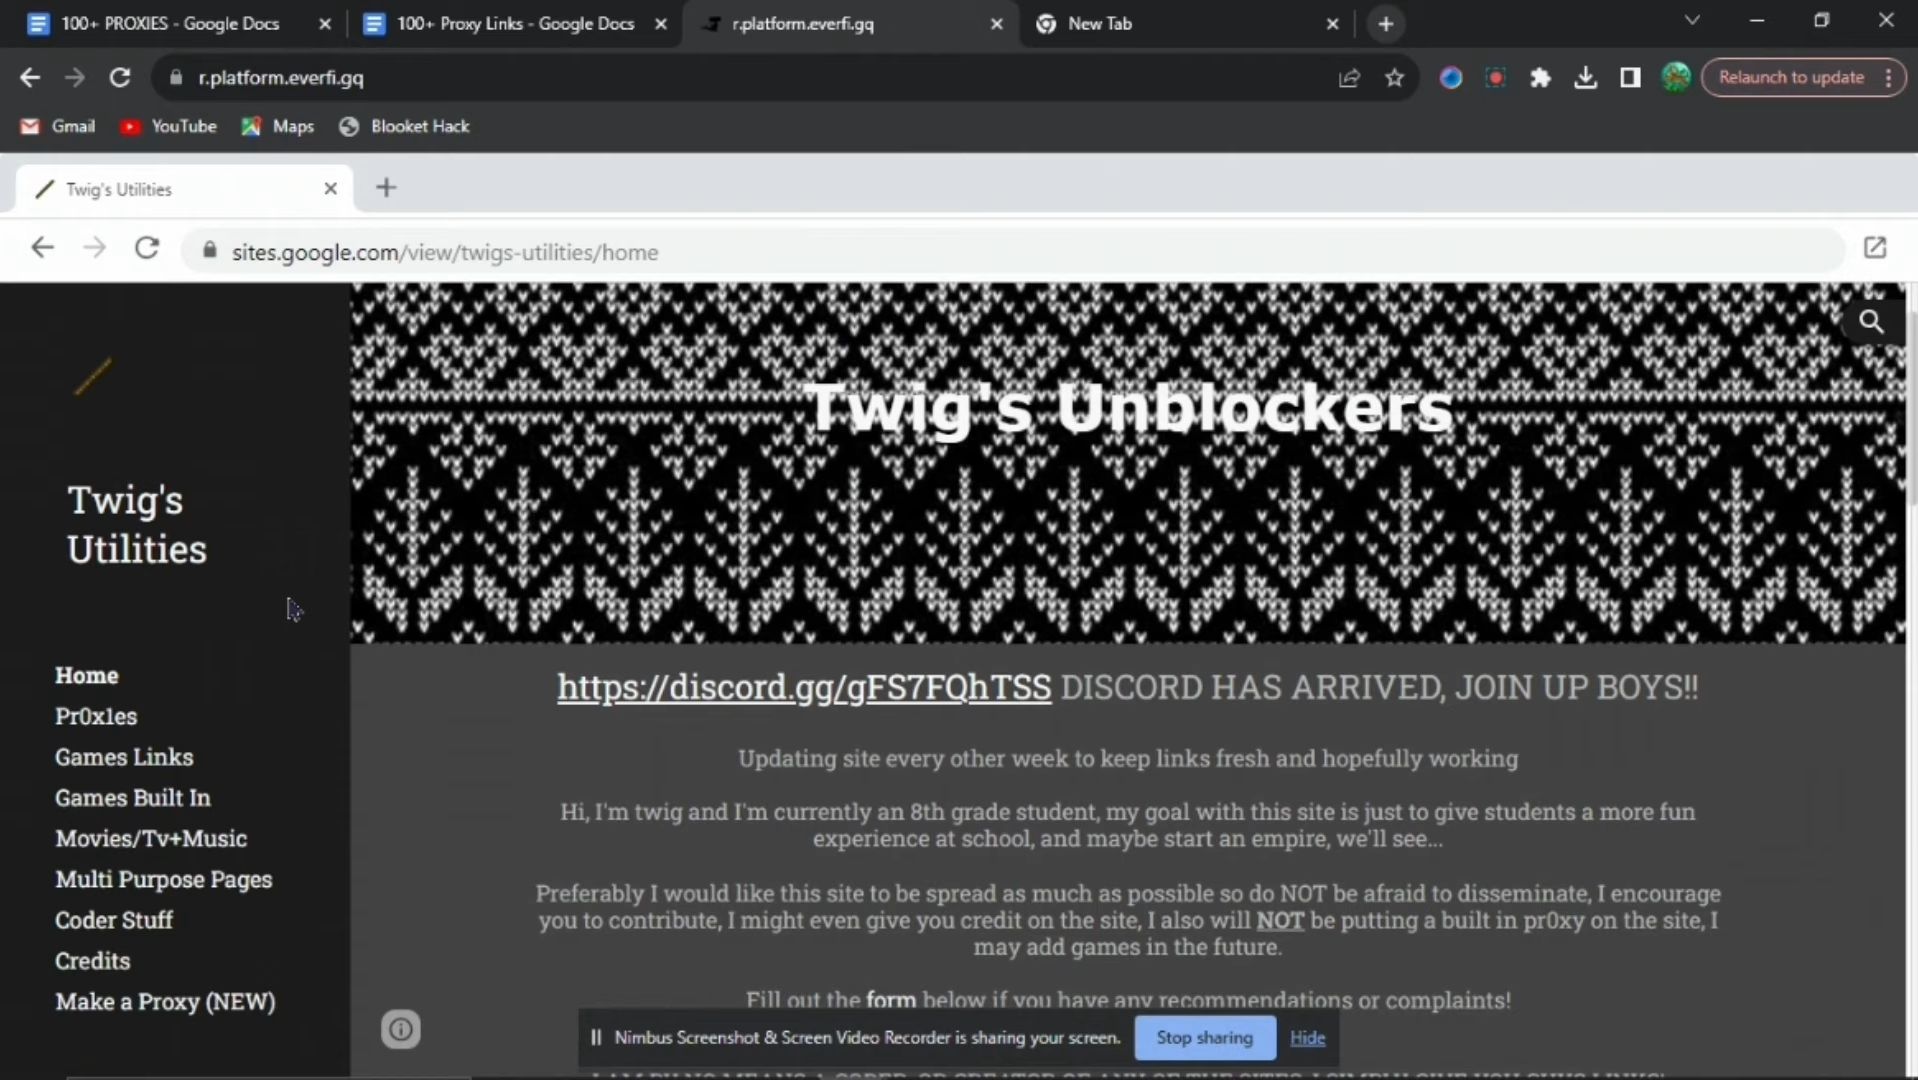 100+ PROXIES - Google Docs
100+ Proxy Links - Google Docs
r.platform.everfi.gq
New Tab
r.platform.everfi.gq
Relaunch to update
Gmail
YouTube
Maps
Blooket Hack
Twig's Utilities
sites.google.com/view/twigs-utilities/home
Twig's
Utilities
Home
Pr0x1es
Games Links
Games Built In
Movies/Tv+Music
Multi Purpose Pages
Coder Stuff
Credits
Make a Proxy (NEW)
Twig's Unblockers
https://discord.gg/gFS7FQhTSS DISCORD HAS ARRIVED, JOIN UP BOYS!!
Updating site every other week to keep links fresh and hopefully working
Hi, I'm twig and I'm currently an 8th grade student, my goal with this site is just to give students a more fun
experience at school, and maybe start an empire, we'll see...
Preferably I would like this site to be spread as much as possible so do NOT be afraid to disseminate, I encourage
you to contribute, I might even give you credit on the site, I also will NOT be putting a built in pr0xy on the site, I
may add games in the future.
Fill out the form below if you have any recommendations or complaints!
Nimbus Screenshot & Screen Video Recorder is sharing your screen.
Stop sharing
Hide